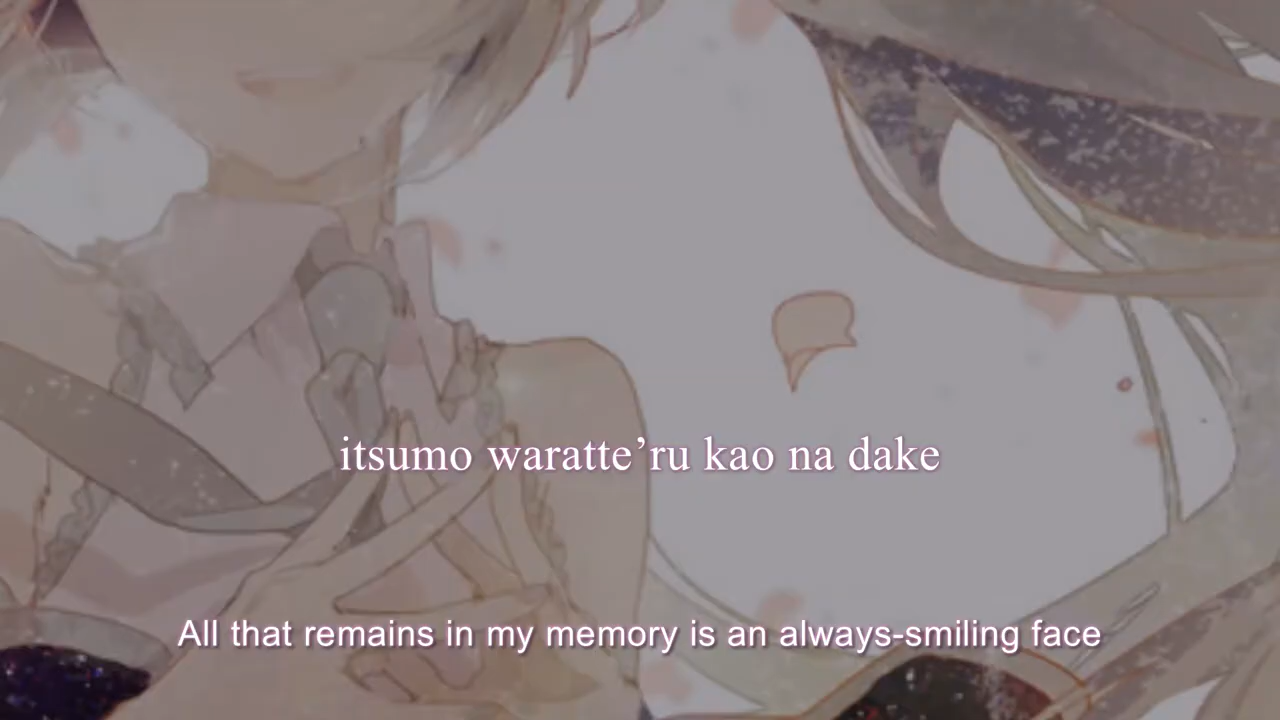 itsumo waratte’ru kao na dake
All that remains in my memory is an always-smiling face